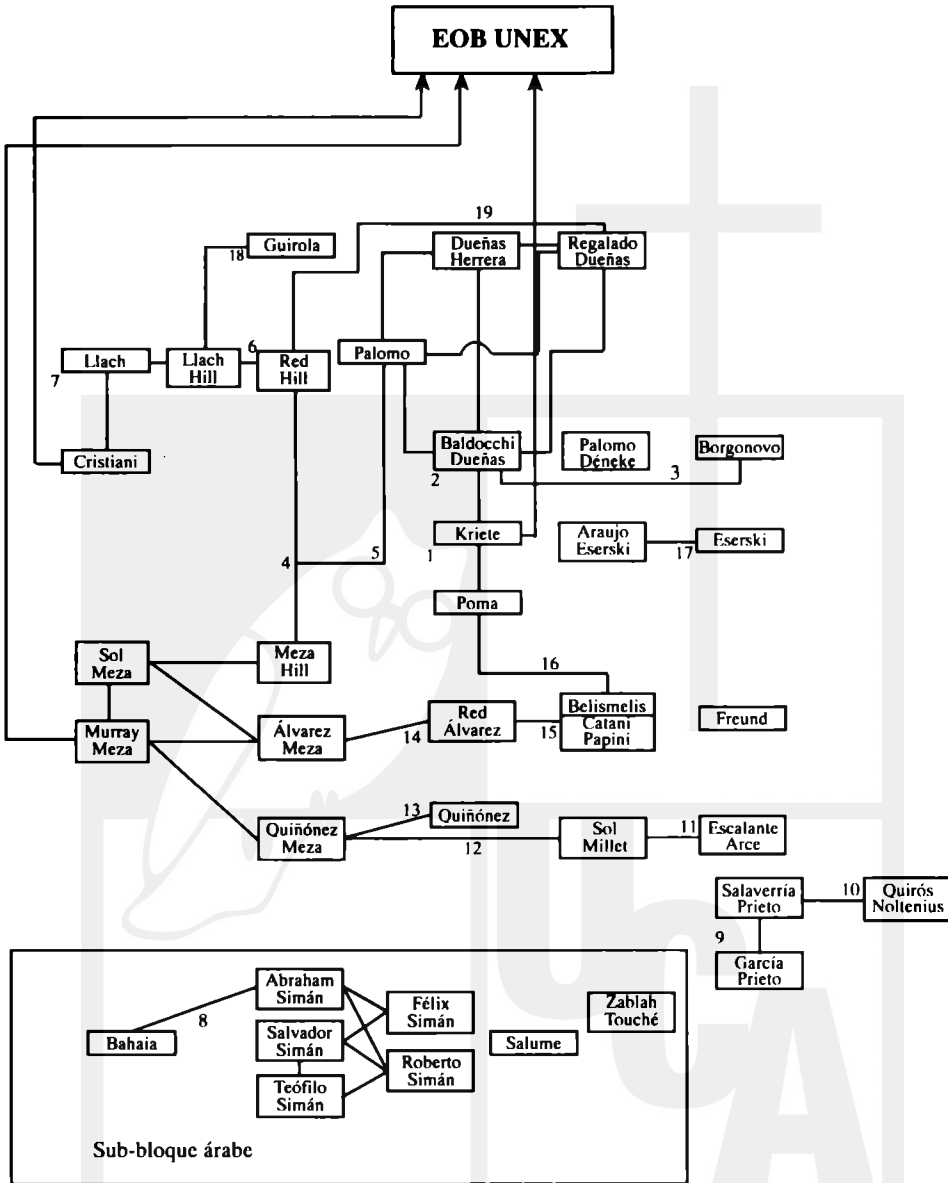 EOB UNEX
19
18
Guirola
Dueñas
Herrera
Regalado
Dueñas
7
Llach
Llach
Hill
6
Red
Hill
Palomo
Cristiani
Baldocchi
Dueñas
2
Palomo
Déneke
Borgonovo
3
4
5
1
Kriete
Araujo
Eserski
17
Eserski
Poma
Sol
Meza
Meza
Hill
16
Murray
Meza
Álvarez
Meza
14
Red
Álvarez
15
Belismelis
Catani
Papini
Freund
Quiñónez
Meza
13
Quiñónez
12
Sol
Millet
11
Escalante
Arce
Salaverría
Prieto
10
Quirós
Noltenius
9
García
Prieto
Bahaia
8
Abraham
Simán
Salvador
Simán
Teófilo
Simán
Félix
Simán
Roberto
Simán
Salume
Zablah
Touché
Sub-bloque árabe
UCA